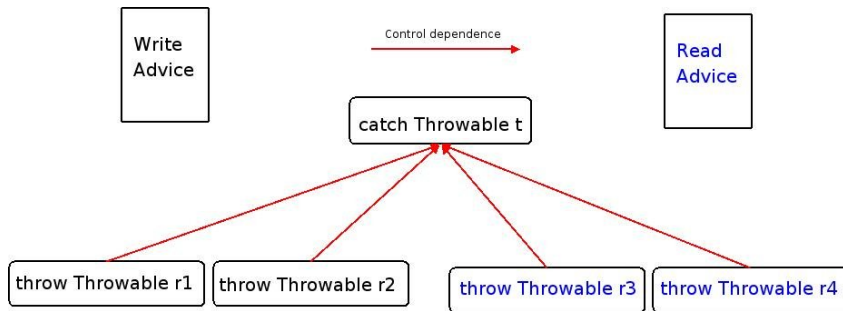 Write
Advice
Control dependence
Read
Advice
catch Throwable t
throw Throwable r1
throw Throwable r2
throw Throwable r3
throw Throwable r4